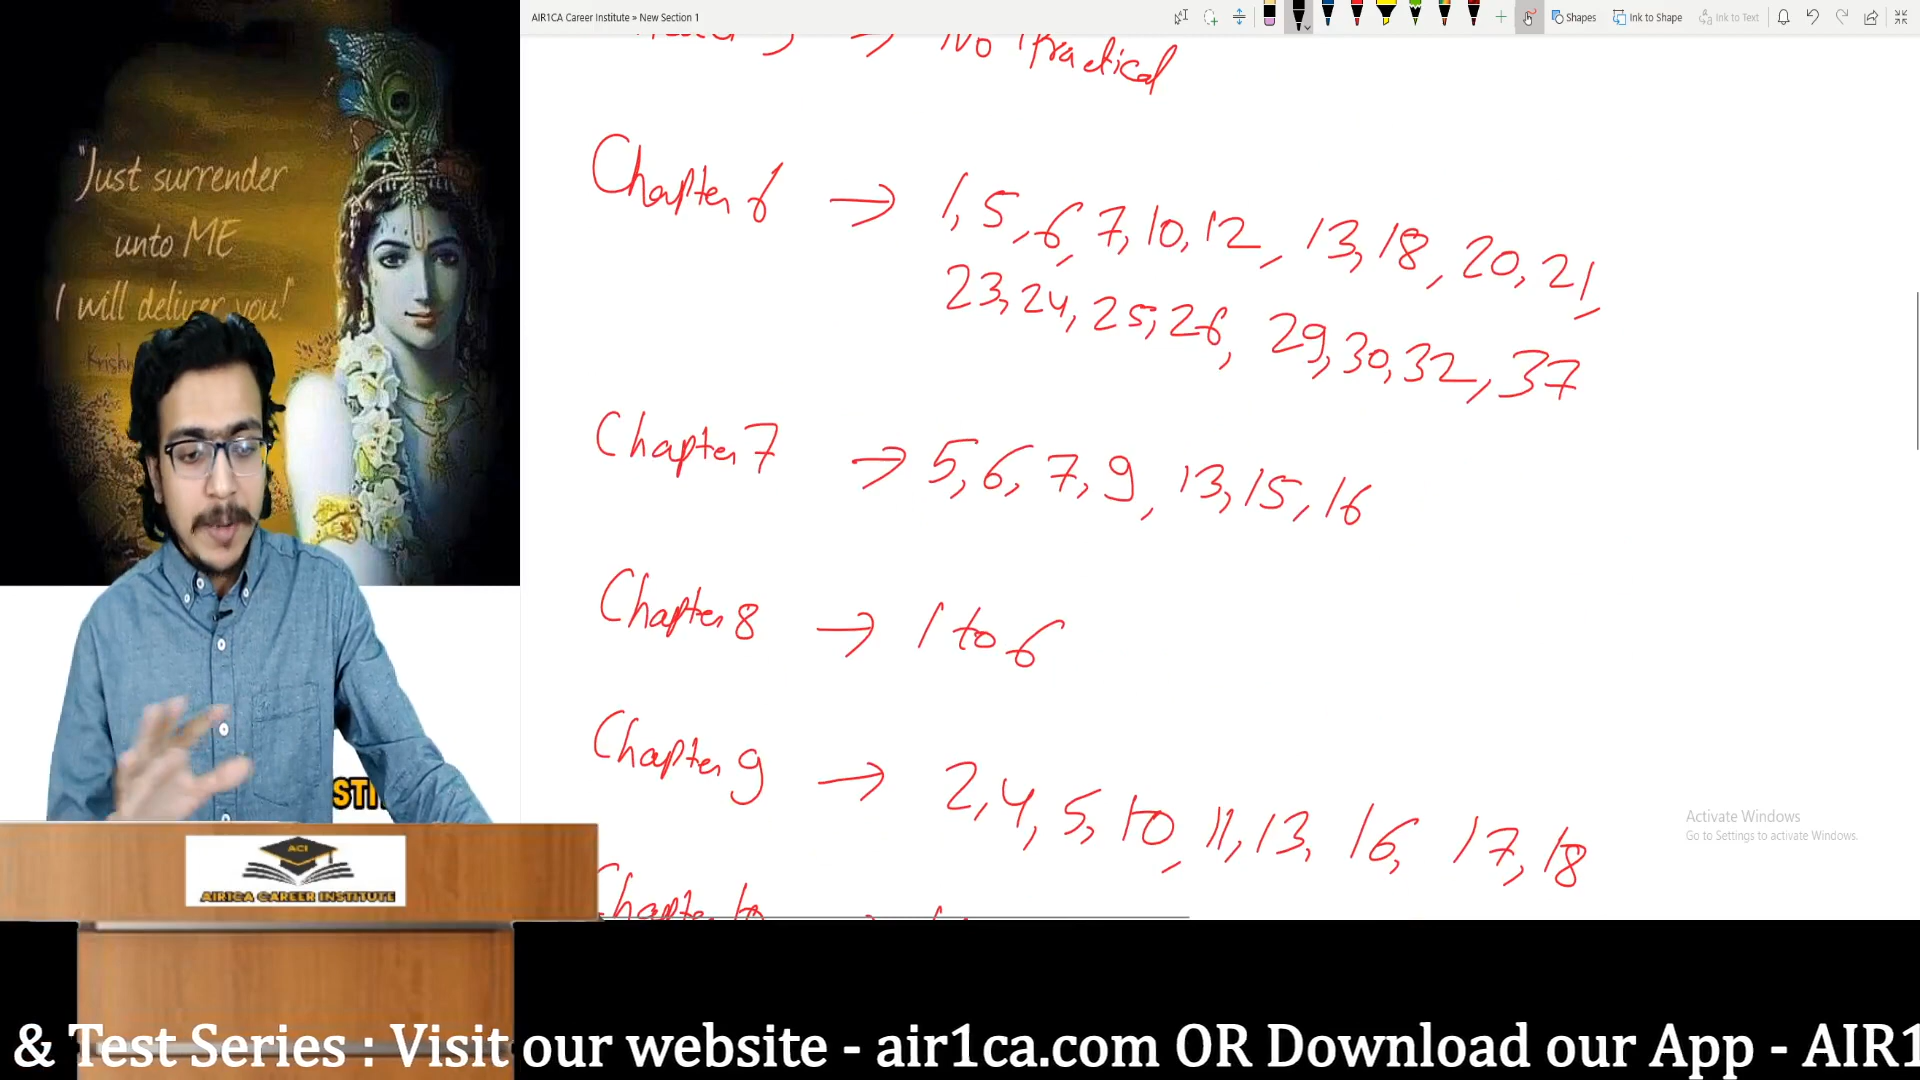 AIR1CA Career Institute » New Section 1
Shapes
Ink to Shape
Ink to Text
No Practical
Chapter 6 → 1, 5, 6, 7, 10, 12, 13, 18, 20, 21,
23, 24, 25, 26, 29, 30, 32, 37
Chapter 7 → 5, 6, 7, 9, 13, 15, 16
Chapter 8 → 1 to 6
Chapter 9 → 2, 4, 5, 10, 11, 13, 16, 17, 18
Chapter 10
"Just surrender
unto ME
I will deliver you!"
Activate Windows
Go to Settings to activate Windows.
ACI
AIR1CA CAREER INSTITUTE
& Test Series : Visit our website - air1ca.com OR Download our App - AIR1